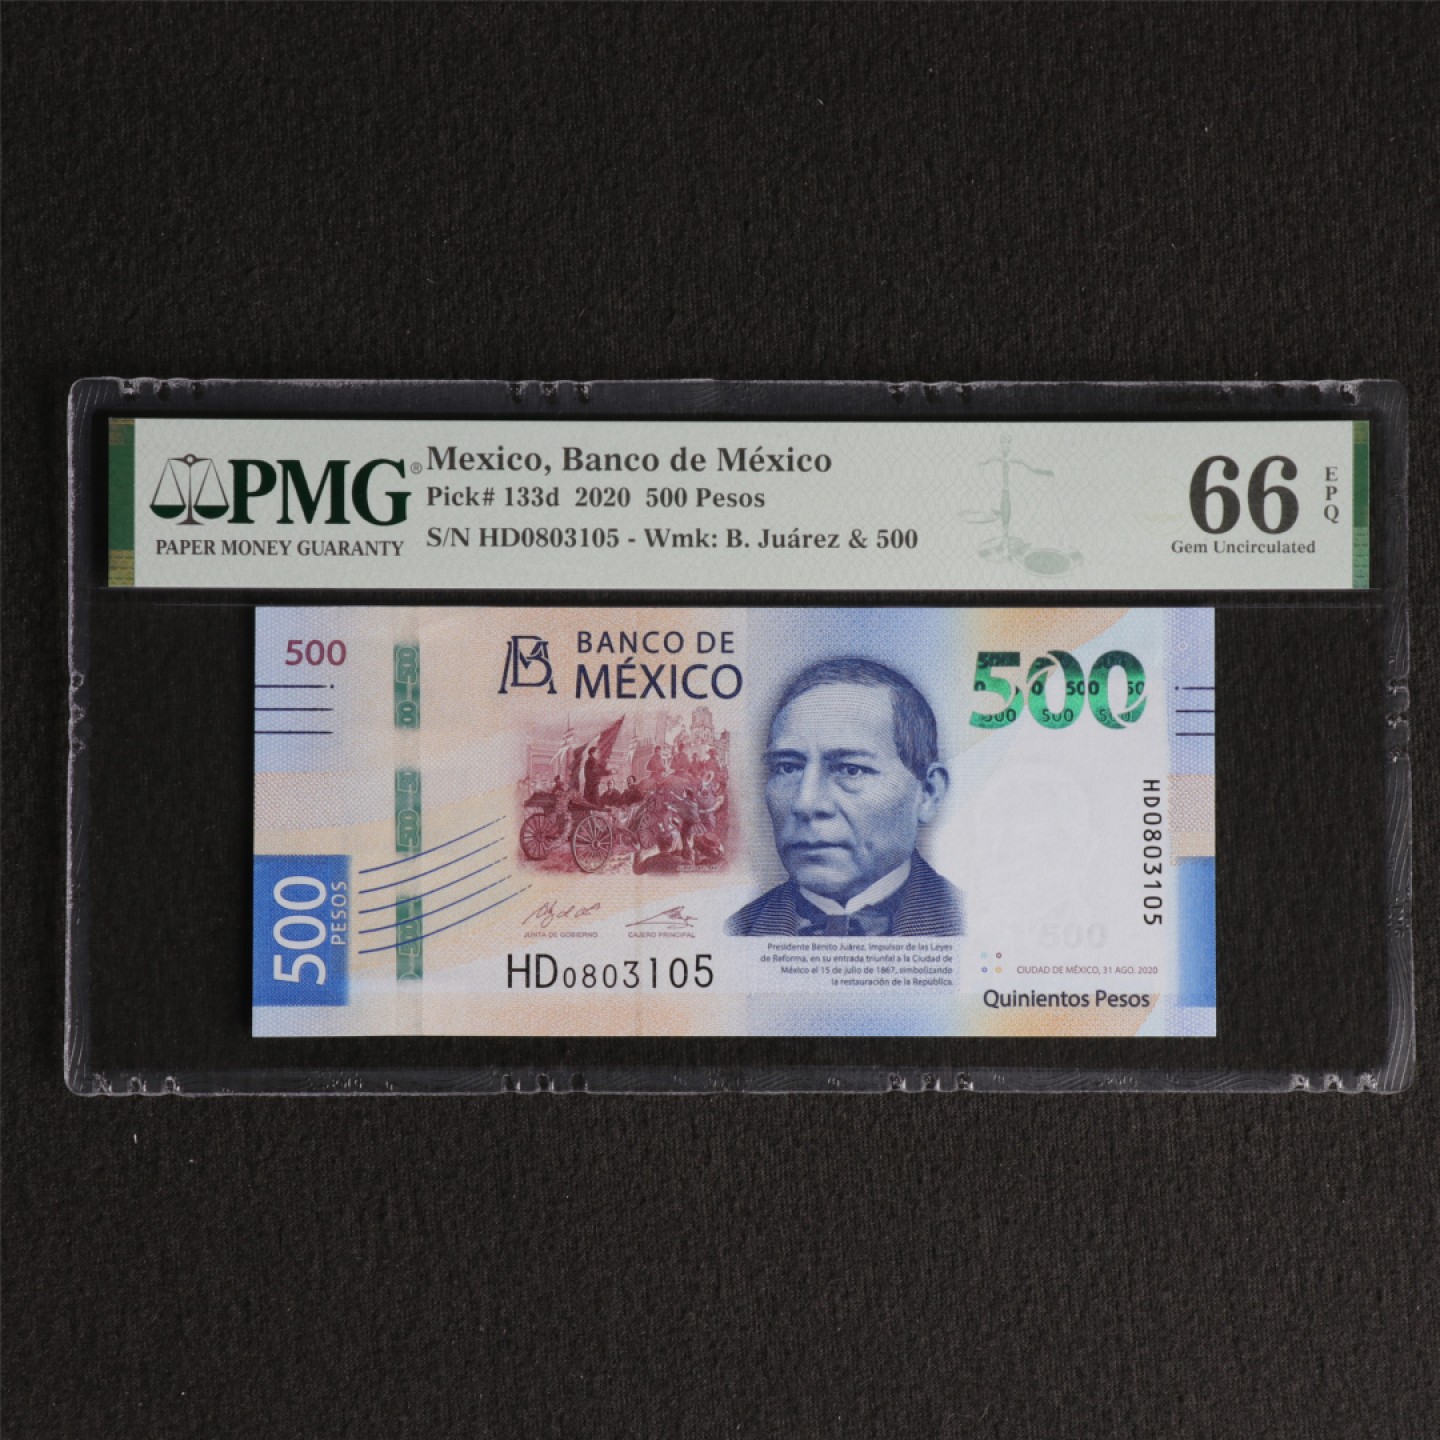 PMG®
PAPER MONEY GUARANTY
Mexico, Banco de México
Pick# 133d 2020 500 Pesos
S/N HD0803105 - Wmk: B. Juárez & 500
66
EPQ
Gem Uncirculated
500
BM
BANCO DE
MÉXICO
500
500
PESOS
JUNTA DE GOBIERNO
CAJERO PRINCIPAL
HD0803105
Presidente Benito Juárez, impulsor de las Leyes
de Reforma, en su entrada triunfal a la Ciudad de
México el 15 de julio de 1867, simbolizando
la restauración de la República.
HD0803105
500
CIUDAD DE MÉXICO, 31 AGO. 2020
Quinientos Pesos